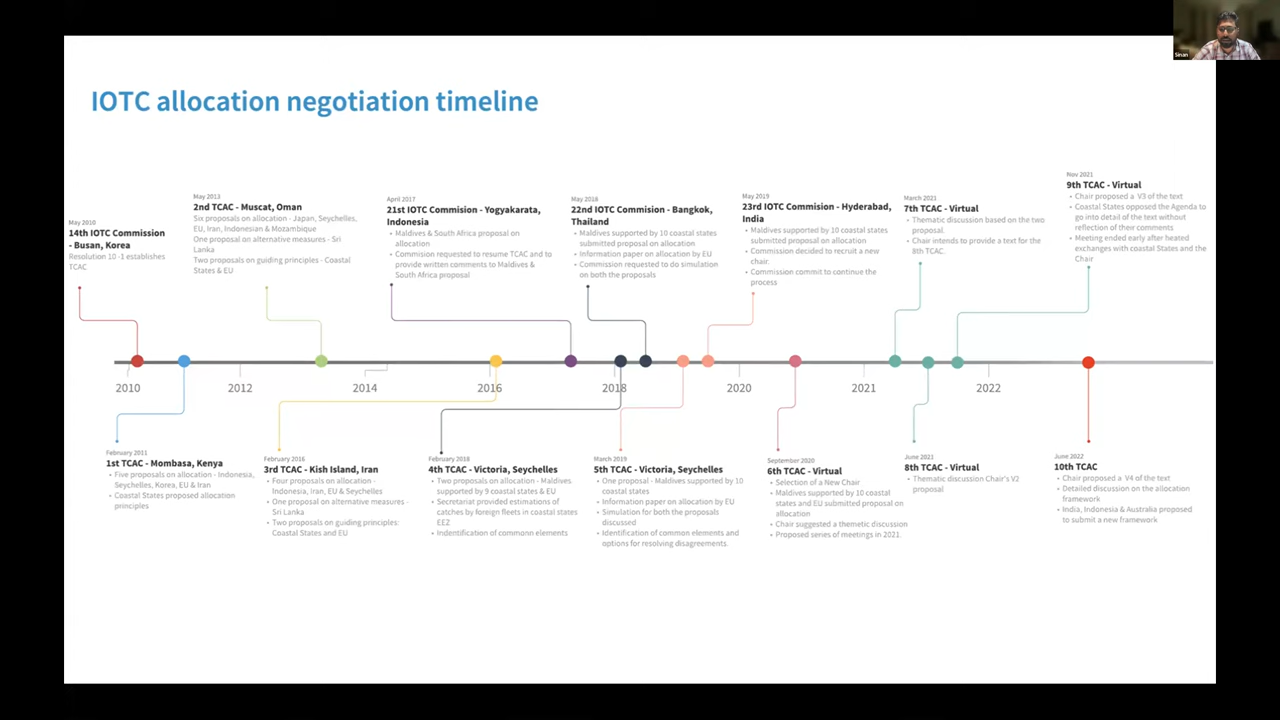 Sinan
IOTC allocation negotiation timeline
May 2010
14th IOTC Commission
- Busan, Korea
Resolution 10 -1 establishes
TCAC
May 2013
2nd TCAC - Muscat, Oman
Six proposals on allocation - Japan, Seychelles,
EU, Iran, Indonesian & Mozambique
One proposal on alternative measures - Sri
Lanka
Two proposals on guiding principles - Coastal
States & EU
April 2017
21st IOTC Commision - Yogyakarata,
Indonesia
• Maldives & South Africa proposal on
allocation
• Commision requested to resume TCAC and to
provide written comments to Maldives &
South Africa proposal
May 2018
22nd IOTC Commision - Bangkok,
Thailand
• Maldives supported by 10 coastal states
submitted proposal on allocation
• Information paper on allocation by EU
• Commission requested to do simulation
on both the proposals
May 2019
23rd IOTC Commision - Hyderabad,
India
• Maldives supported by 10 coastal states
submitted proposal on allocation
• Commission decided to recruit a new
chair.
• Commission commit to continue the
process
March 2021
7th TCAC - Virtual
• Thematic discussion based on the two
proposal.
• Chair intends to provide a text for the
8th TCAC.
Nov 2021
9th TCAC - Virtual
• Chair proposed a V3 of the text
• Coastal States opposed the Agenda to
go into detail of the text without
reflection of their comments
• Meeting ended early after heated
exchanges with coastal States and the
Chair
2010
2012
2014
2016
2018
2020
2021
2022
February 2011
1st TCAC - Mombasa, Kenya
• Five proposals on allocation - Indonesia,
Seychelles, Korea, EU & Iran
• Coastal States proposed allocation
principles
February 2016
3rd TCAC - Kish Island, Iran
• Four proposals on allocation -
Indonesia, Iran, EU & Seychelles
• One proposal on alternative measures -
Sri Lanka
• Two proposals on guiding principles:
Coastal States and EU
February 2018
4th TCAC - Victoria, Seychelles
• Two proposals on allocation - Maldives
supported by 9 coastal states & EU
• Secretariat provided estimations of
catches by foreign fleets in coastal states
EEZ
• Indentification of commonn elements
March 2019
5th TCAC - Victoria, Seychelles
• One proposal - Maldives supported by 10
coastal states
• Information paper on allocation by EU
• Simulation for both the proposals
discussed
• Identification of common elements and
options for resolving disagreements.
September 2020
6th TCAC - Virtual
• Selection of a New Chair
• Maldives supported by 10 coastal
states and EU submitted proposal on
allocation
• Chair suggested a thematic discussion
• Proposed series of meetings in 2021.
June 2021
8th TCAC - Virtual
• Thematic discussion Chair's V2
proposal
June 2022
10th TCAC
• Chair proposed a V4 of the text
• Detailed discussion on the allocation
framework
• India, Indonesia & Australia proposed
to submit a new framework